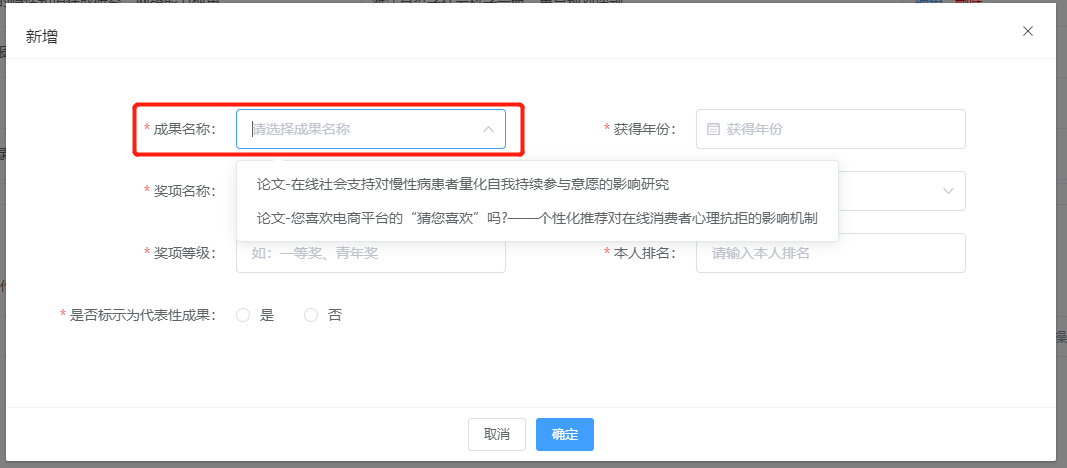 新增
* 成果名称： 请选择成果名称
* 获得年份： 获得年份
论文-在线社会支持对慢性病患者量化自我持续参与意愿的影响研究
* 奖项名称：
论文-您喜欢电商平台的“猜您喜欢”吗?——个性化推荐对在线消费者心理抗拒的影响机制
* 奖项等级： 如：一等奖、青年奖
* 本人排名： 请输入本人排名
* 是否标示为代表性成果： 是 否
操
取消 确定